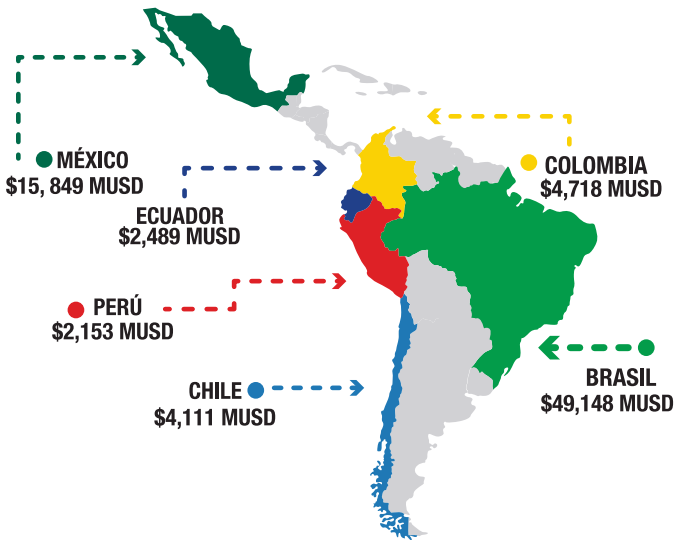 MÉXICO
$15, 849 MUSD
COLOMBIA
$4,718 MUSD
ECUADOR
$2,489 MUSD
PERÚ
$2,153 MUSD
CHILE
$4,111 MUSD
BRASIL
$49,148 MUSD